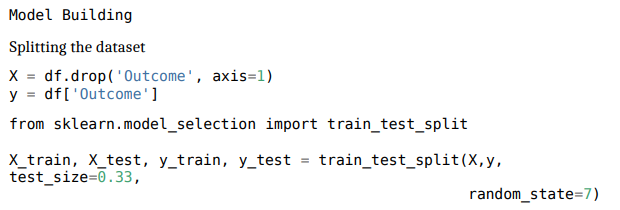 Model Building
Splitting the dataset
X = df.drop('Outcome', axis=1)
y = df['Outcome']
from sklearn.model_selection import train_test_split
X_train, X_test, y_train, y_test = train_test_split(X,y,
test_size=0.33,
random_state=7)